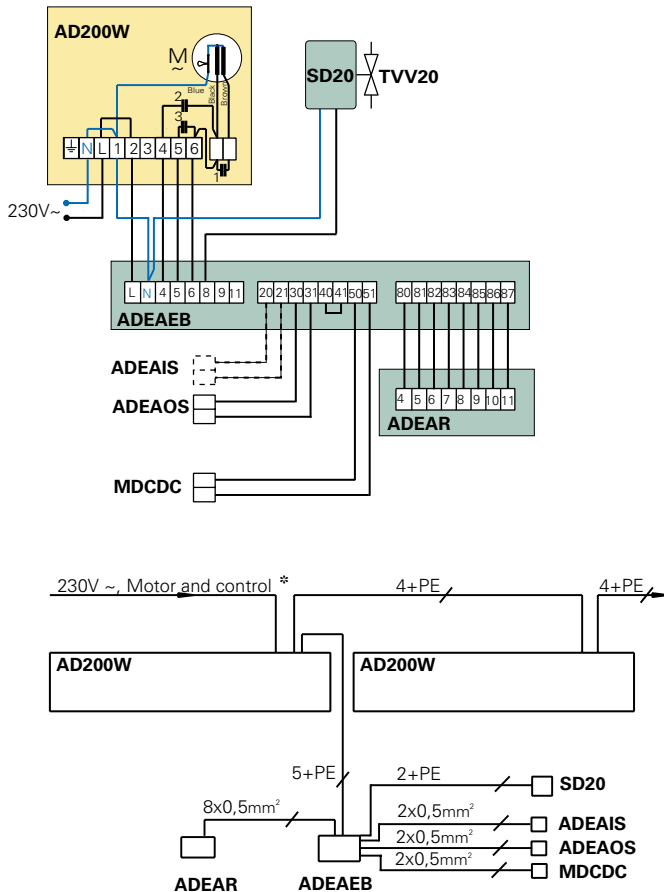 AD200W
M
~
Blue
Black
Brown
2
3
N L 1 2 3 4 5 6
1
230V~
SD20
TVV20
L N 4 5 6 8 9 11
20 21 30 31 40 41 50 51
80 81 82 83 84 85 86 87
ADEAEB
ADEAIS
ADEAOS
4 5 6 7 8 9 10 11
ADEAR
MDCDC
230V ~, Motor and control *
4+PE
4+PE
AD200W
AD200W
5+PE
2+PE
SD20
8x0,5mm²
2x0,5mm²
ADEAIS
2x0,5mm²
ADEAOS
2x0,5mm²
MDCDC
ADEAR
ADEAEB